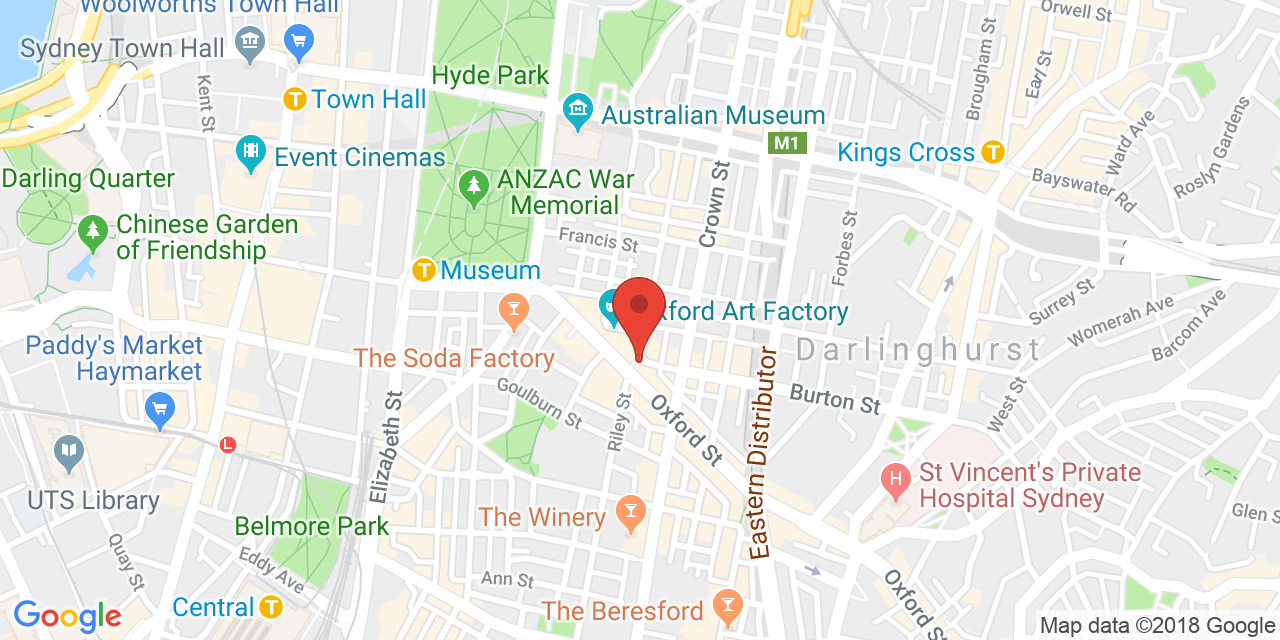 Woolworths Town Hall
Orwell St
Sydney Town Hall
Brougham St
Earl St
Hyde Park
Kent St
T Town Hall
Australian Museum
Ward Ave
Roslyn Gardens
M1
Event Cinemas
Kings Cross T
Darling Quarter
ANZAC War
Memorial
Bayswater Rd
Crown St
Chinese Garden
of Friendship
Francis St
Forbes St
T Museum
Surrey St
Womerah Ave
Barcom Ave
Oxford Art Factory
Paddy's Market
Haymarket
The Soda Factory
Darlinghurst
Goulburn St
Burton St
West St
Riley St
Oxford St
Elizabeth St
Eastern Distributor
L
H
St Vincent's Private
Hospital Sydney
UTS Library
The Winery
Glen S
Belmore Park
Quay St
Eddy Ave
Ann St
Oxford St
Central T
The Beresford
Google
Map data ©2018 Google